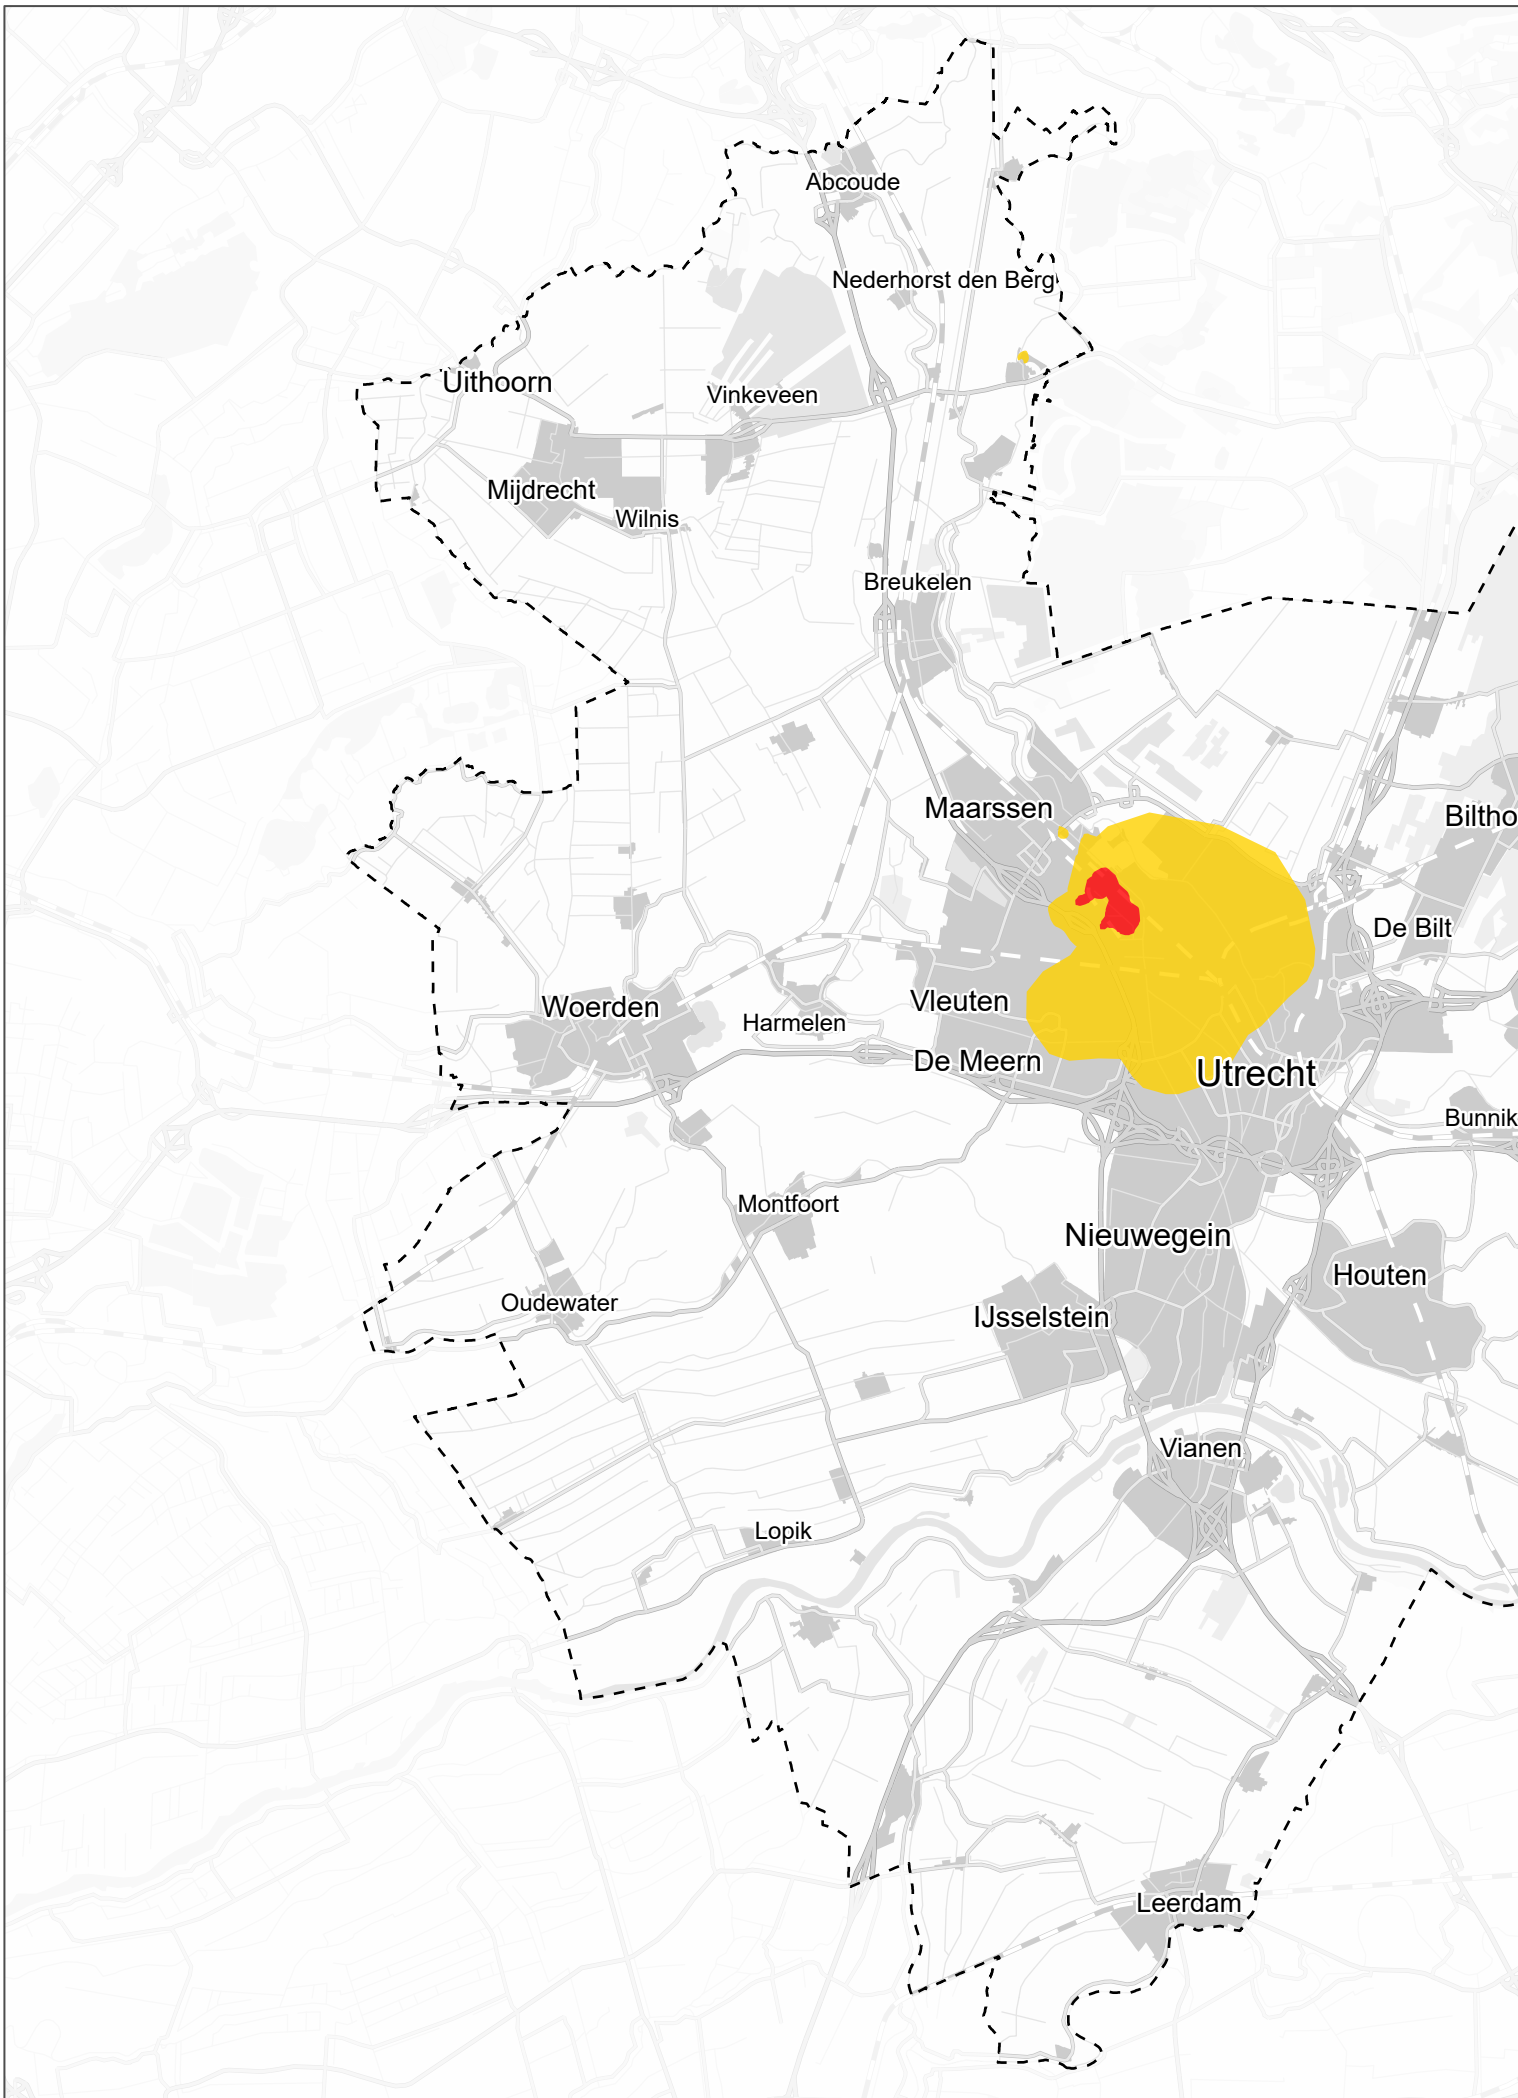 Abcoude
Nederhorst den Berg
Uithoorn
Vinkeveen
Mijdrecht
Wilnis
Breukelen
Maarssen
Biltho
De Bilt
Vleuten
Woerden
Harmelen
De Meern
Utrecht
Bunnik
Montfoort
Nieuwegein
Houten
Oudewater
IJsselstein
Vianen
Lopik
Leerdam